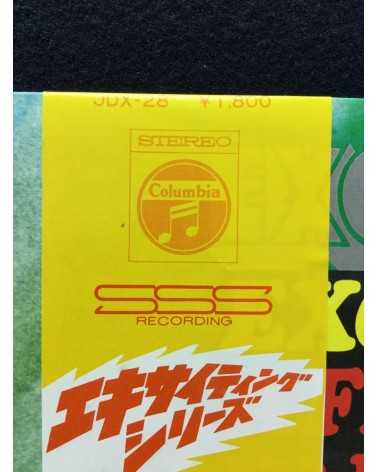 JDX-28 ¥1,800
STEREO
Columbia
SSS
RECORDING
エキサイティング
シリーズ